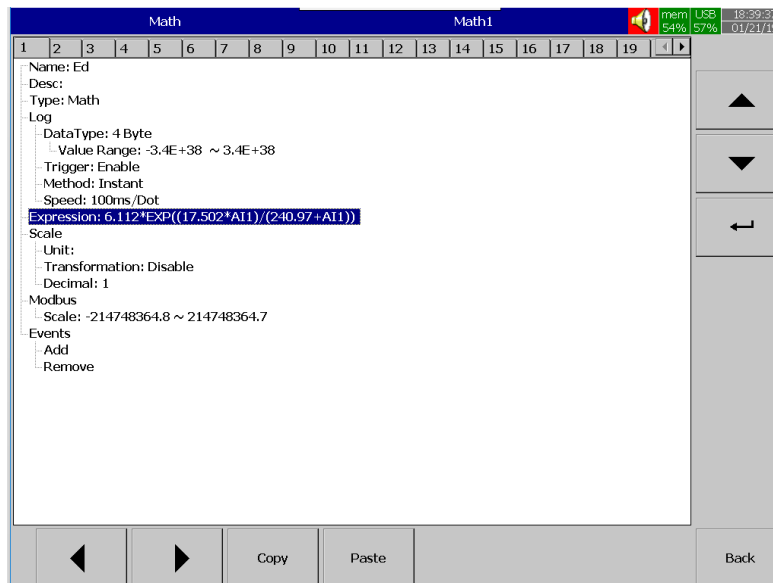 Math Math1 mem USB 18:39:3
54% 57% 01/21/1
1 2 3 4 5 6 7 8 9 10 11 12 13 14 15 16 17 18 19
Name: Ed
Desc:
Type: Math
Log
DataType: 4 Byte
Value Range: -3.4E+38 ~ 3.4E+38
Trigger: Enable
Method: Instant
Speed: 100ms/Dot
Expression: 6.112*EXP((17.502*AI1)/(240.97+AI1))
Scale
Unit:
Transformation: Disable
Decimal: 1
Modbus
Scale: -214748364.8 ~ 214748364.7
Events
Add
Remove
Copy Paste Back